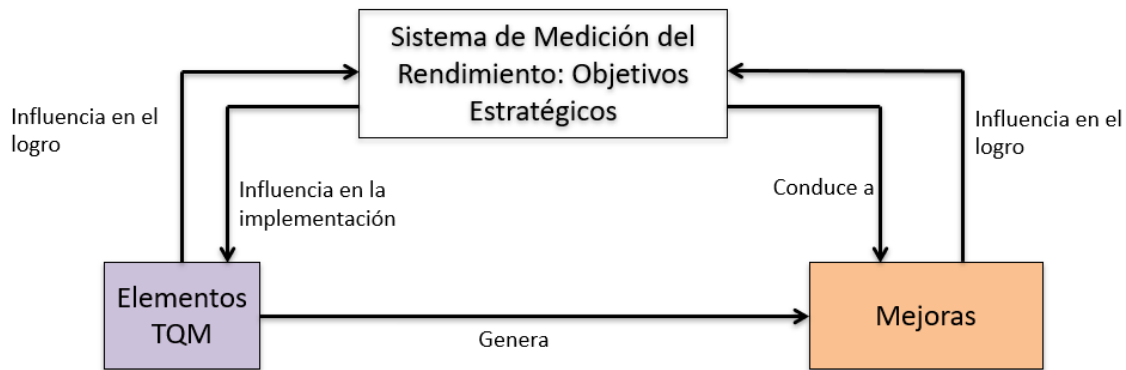 Sistema de Medición del
Rendimiento: Objetivos
Estratégicos
Influencia en el
logro
Influencia en la
implementación
Conduce a
Influencia en el
logro
Elementos
TQM
Genera
Mejoras